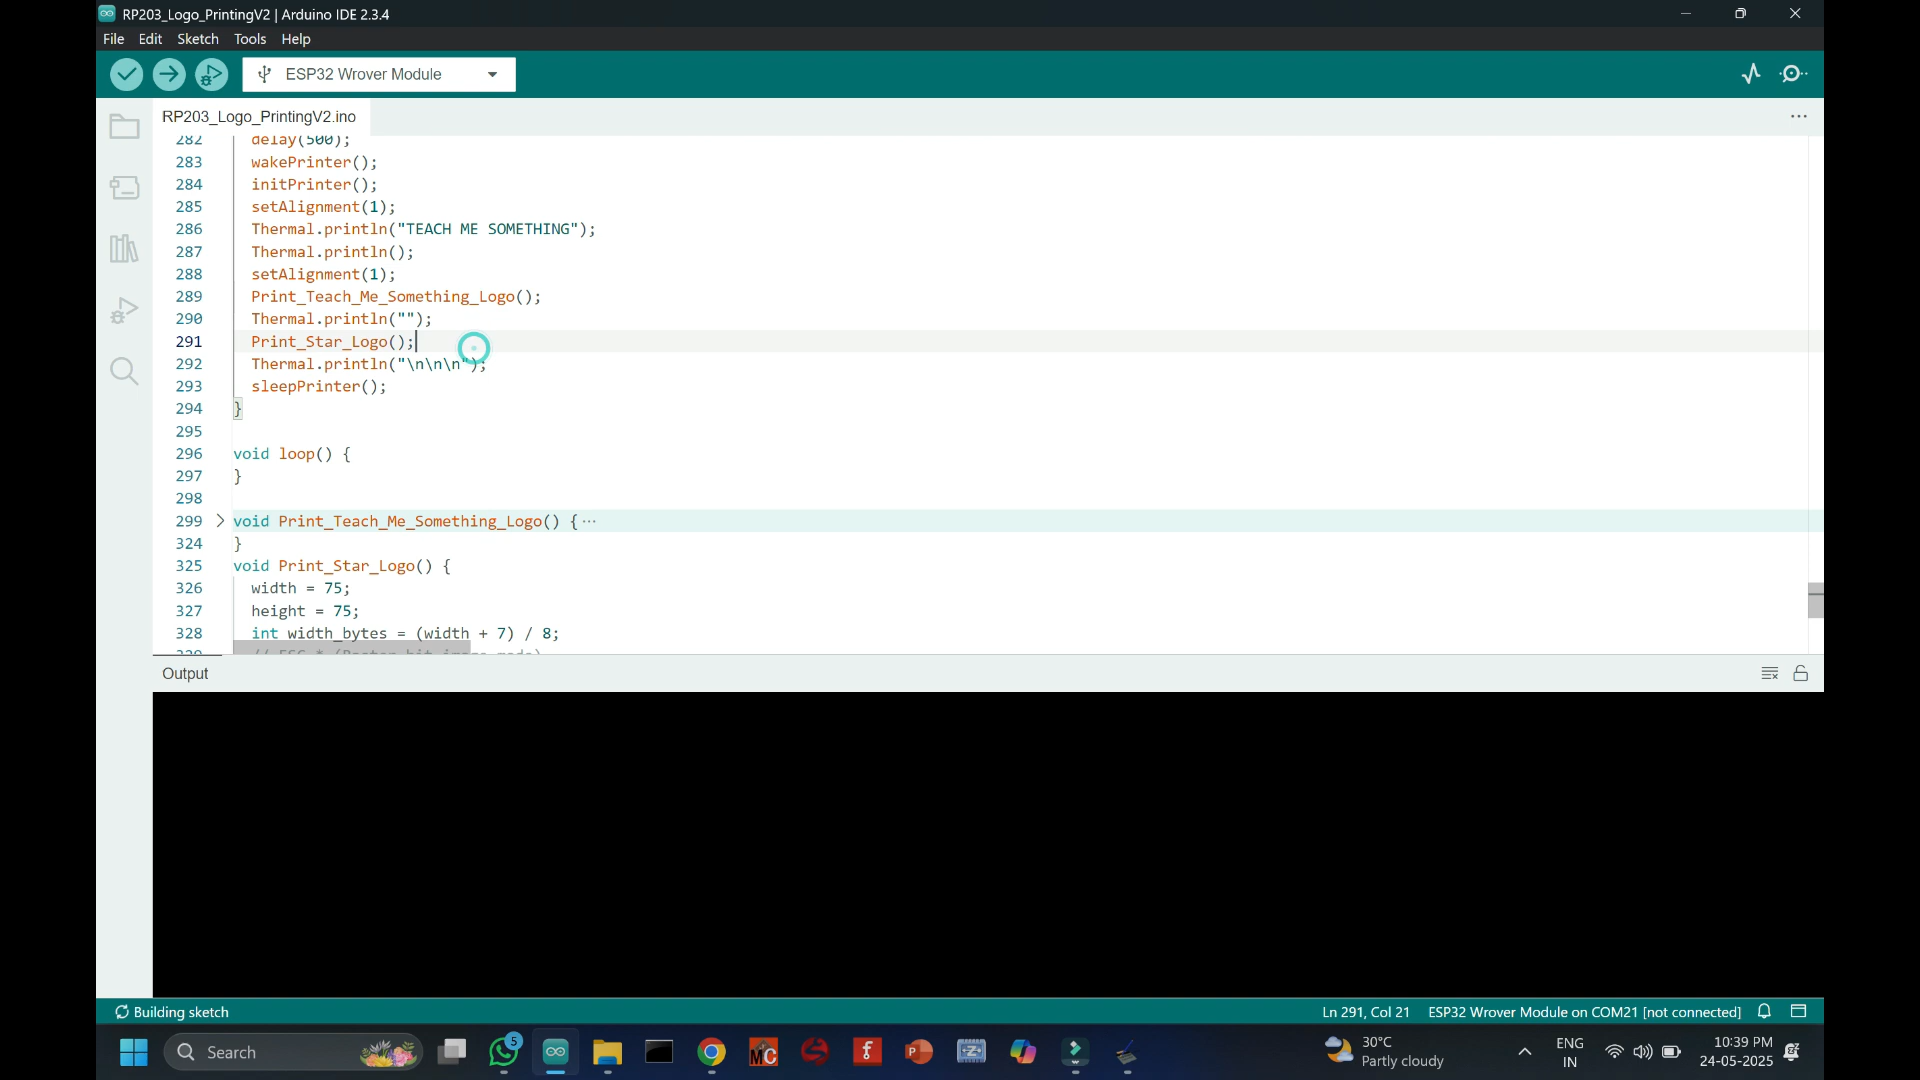 RP203_Logo_PrintingV2 | Arduino IDE 2.3.4
File Edit Sketch Tools Help
ESP32 Wrover Module
RP203_Logo_PrintingV2.ino
282 delay(500);
283 wakePrinter();
284 initPrinter();
285 setAlignment(1);
286 Thermal.println("TEACH ME SOMETHING");
287 Thermal.println();
288 setAlignment(1);
289 Print_Teach_Me_Something_Logo();
290 Thermal.println("");
291 Print_Star_Logo();
292 Thermal.println("\n\n\n");
293 sleepPrinter();
294 }
295
296 void loop() {
297 }
298
299 void Print_Teach_Me_Something_Logo() {
324 }
325 void Print_Star_Logo() {
326 width = 75;
327 height = 75;
328 int width_bytes = (width + 7) / 8;
Output
Building sketch
Ln 291, Col 21 ESP32 Wrover Module on COM21 [not connected]
Search
5
30°C
Partly cloudy
ENG
IN
10:39 PM
24-05-2025